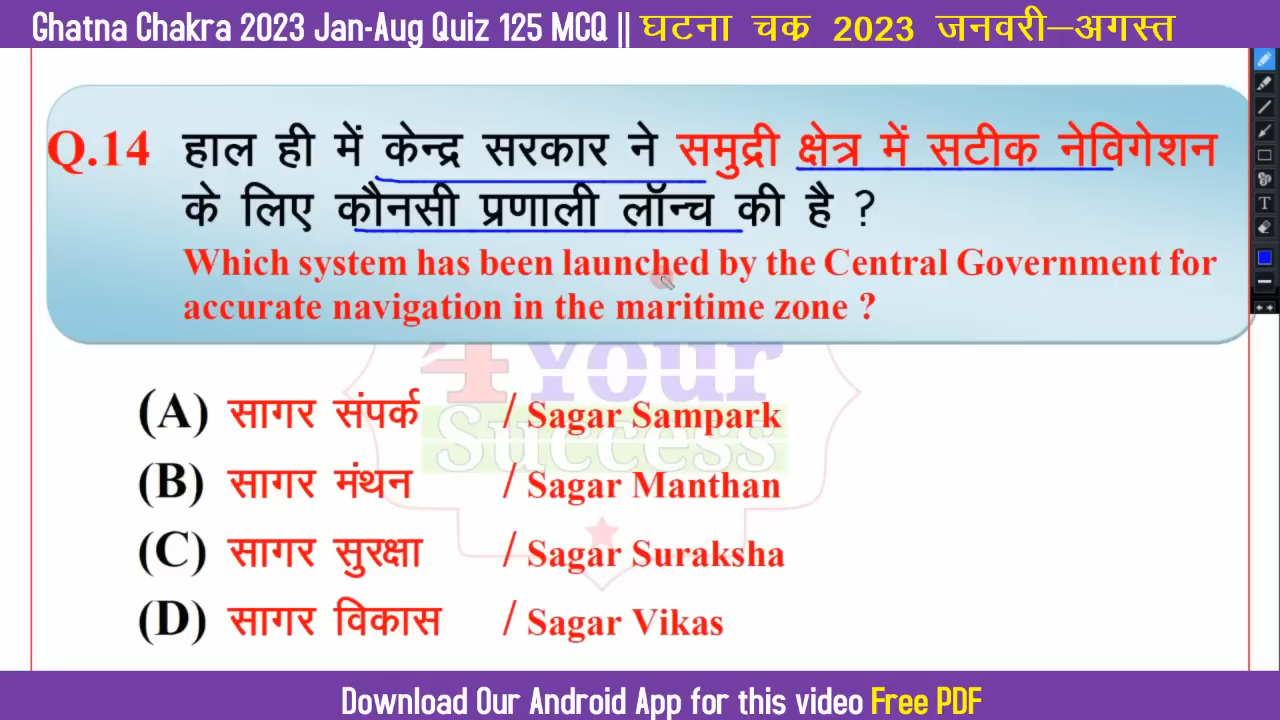 Ghatna Chakra 2023 Jan-Aug Quiz 125 MCQ || घटना चक्र 2023 जनवरी–अगस्त
Q.14 हाल ही में केन्द्र सरकार ने समुद्री क्षेत्र में सटीक नेविगेशन
के लिए कौनसी प्रणाली लॉन्च की है ?
Which system has been launched by the Central Government for
accurate navigation in the maritime zone ?
4Your
Success
(A) सागर संपर्क / Sagar Sampark
(B) सागर मंथन / Sagar Manthan
(C) सागर सुरक्षा / Sagar Suraksha
(D) सागर विकास / Sagar Vikas
T
Download Our Android App for this video Free PDF